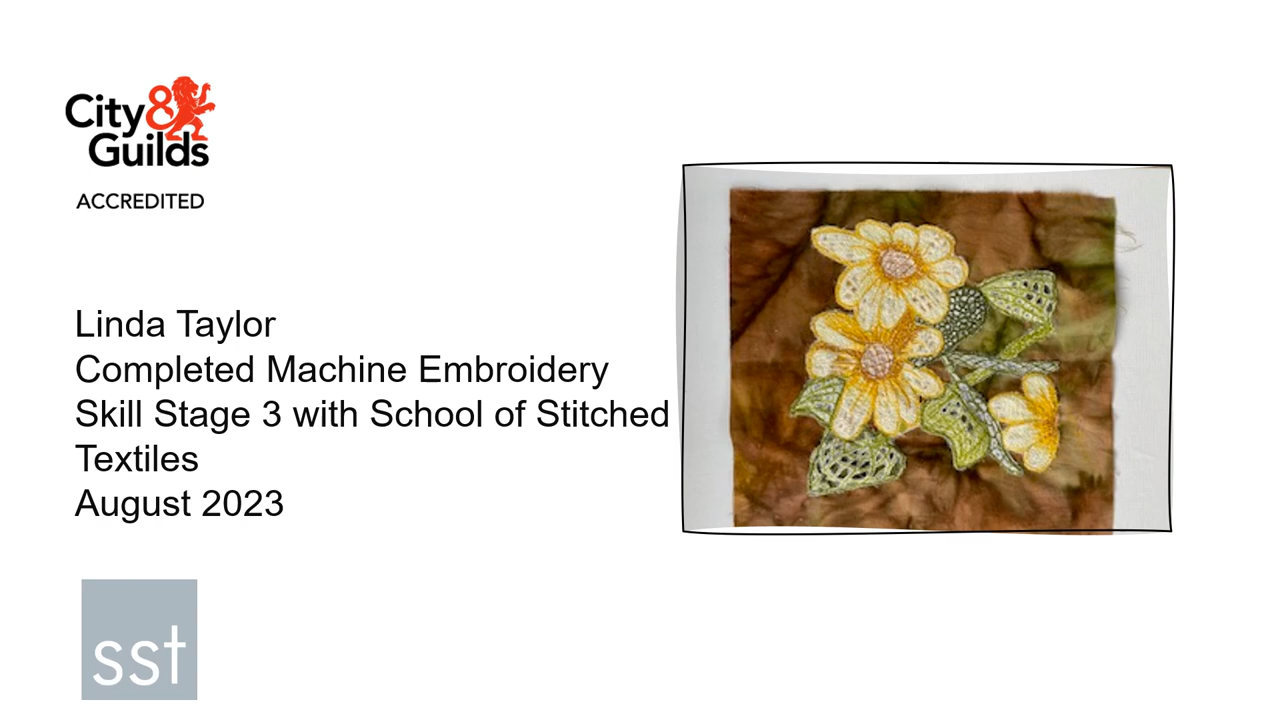 City & Guilds
ACCREDITED
Linda Taylor
Completed Machine Embroidery
Skill Stage 3 with School of Stitched
Textiles
August 2023
sst